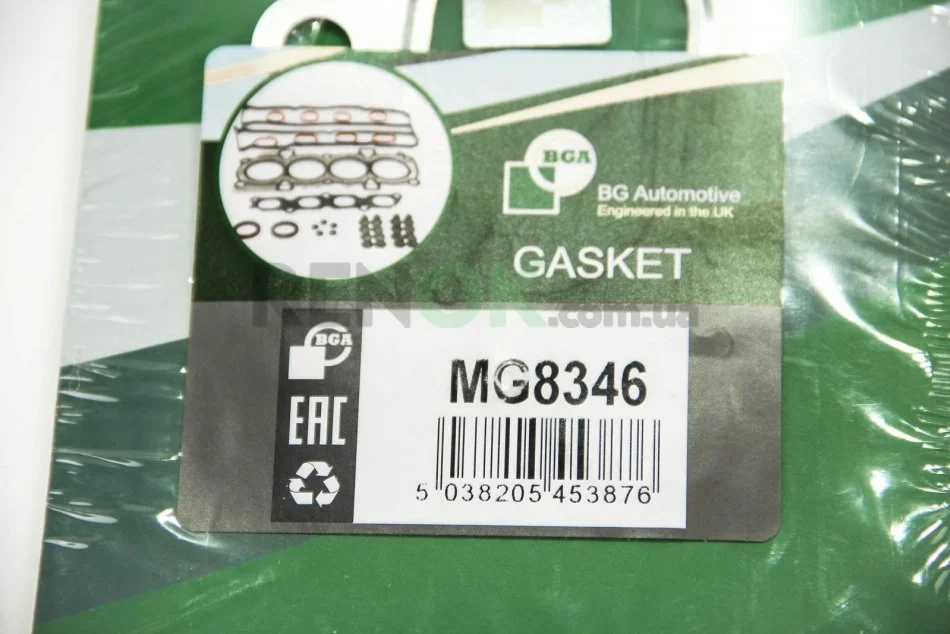 BGA
BG Automotive
Engineered in the UK
GASKET
RENOK.com.ua
BGA
MG8346
EAC
5 038205 453876